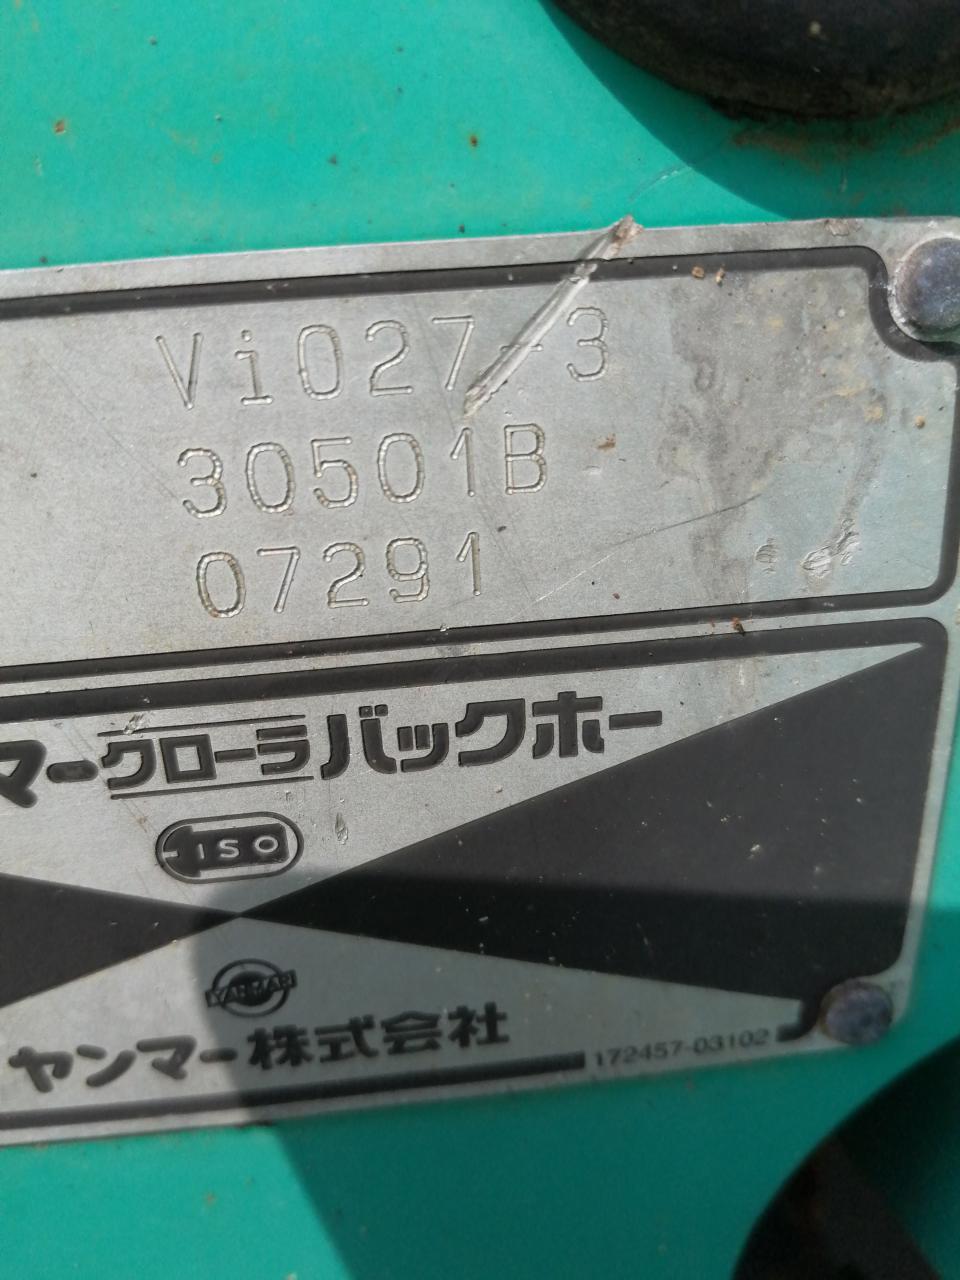 ViO27-3
30501B
07291
マークローラバックホー
ISO
YANMAR
ヤンマー株式会社
172457-03102